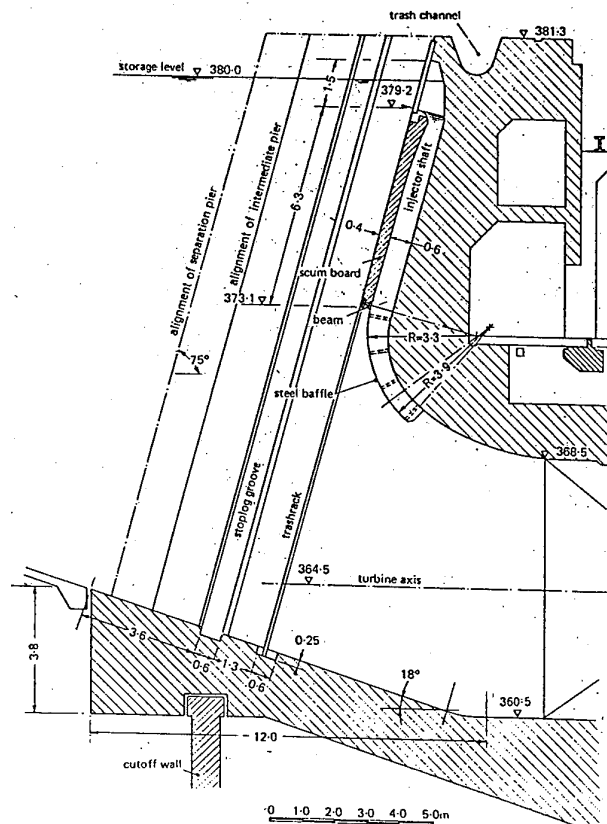 trash channel
381·3
storage level
380·0
1·5
379·2
alignment of separation pier
alignment of intermediate pier
6·3
injector shaft
0·4
0·6
scum board
373·1
beam
75°
R=3·3
R=3·9
steel baffle
368·5
stoplog groove
trashrack
364·5
turbine axis
3·8
3·6
0·6
1·3
0·6
0·25
18°
360·5
12·0
cutoff wall
0 1·0 2·0 3·0 4·0 5·0m